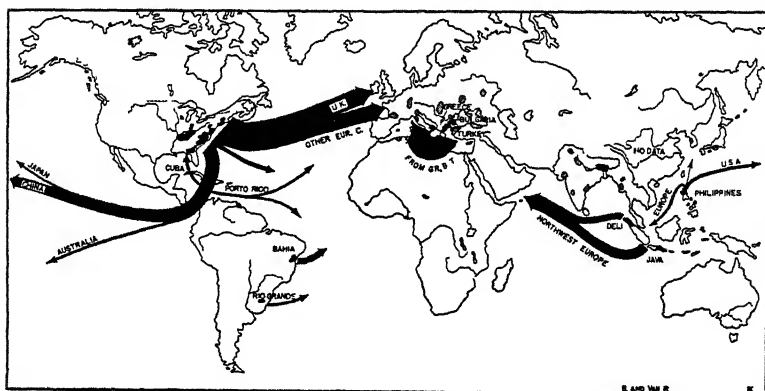 U.K.
OTHER EUR. C.
GREECE
BULGARIA
TURKEY
FROM GR, B T
NO DATA
JAPAN
CHINA
CUBA
PORTO RICO
AUSTRALIA
BAHIA
RIO GRANDE
U S A
PHILIPPINES
EUROPE
DELI
JAVA
NORTHWEST EUROPE